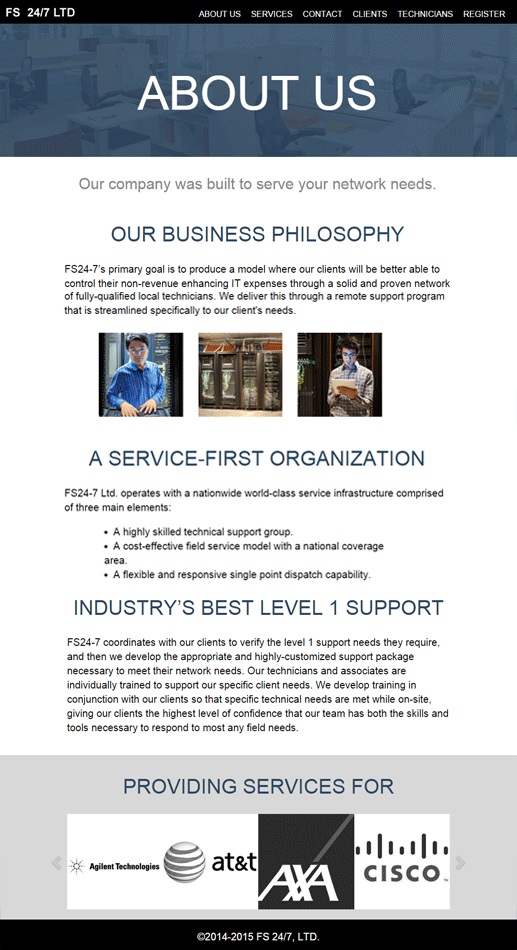 FS 24/7 LTD
ABOUT US SERVICES CONTACT CLIENTS TECHNICIANS REGISTER
ABOUT US
Our company was built to serve your network needs.
OUR BUSINESS PHILOSOPHY
FS24-7's primary goal is to produce a model where our clients will be better able to
control their non-revenue enhancing IT expenses through a solid and proven network
of fully-qualified local technicians. We deliver this through a remote support program
that is streamlined specifically to our client's needs.
A SERVICE-FIRST ORGANIZATION
FS24-7 Ltd. operates with a nationwide world-class service infrastructure comprised
of three main elements:
• A highly skilled technical support group.
• A cost-effective field service model with a national coverage
area.
• A flexible and responsive single point dispatch capability.
INDUSTRY'S BEST LEVEL 1 SUPPORT
FS24-7 coordinates with our clients to verify the level 1 support needs they require,
and then we develop the appropriate and highly-customized support package
necessary to meet their network needs. Our technicians and associates are
individually trained to support our specific client needs. We develop training in
conjunction with our clients so that specific technical needs are met while on-site,
giving our clients the highest level of confidence that our team has both the skills and
tools necessary to respond to most any field needs.
PROVIDING SERVICES FOR
Agilent Technologies
at&t
AXA
CISCO
©2014-2015 FS 24/7, LTD.